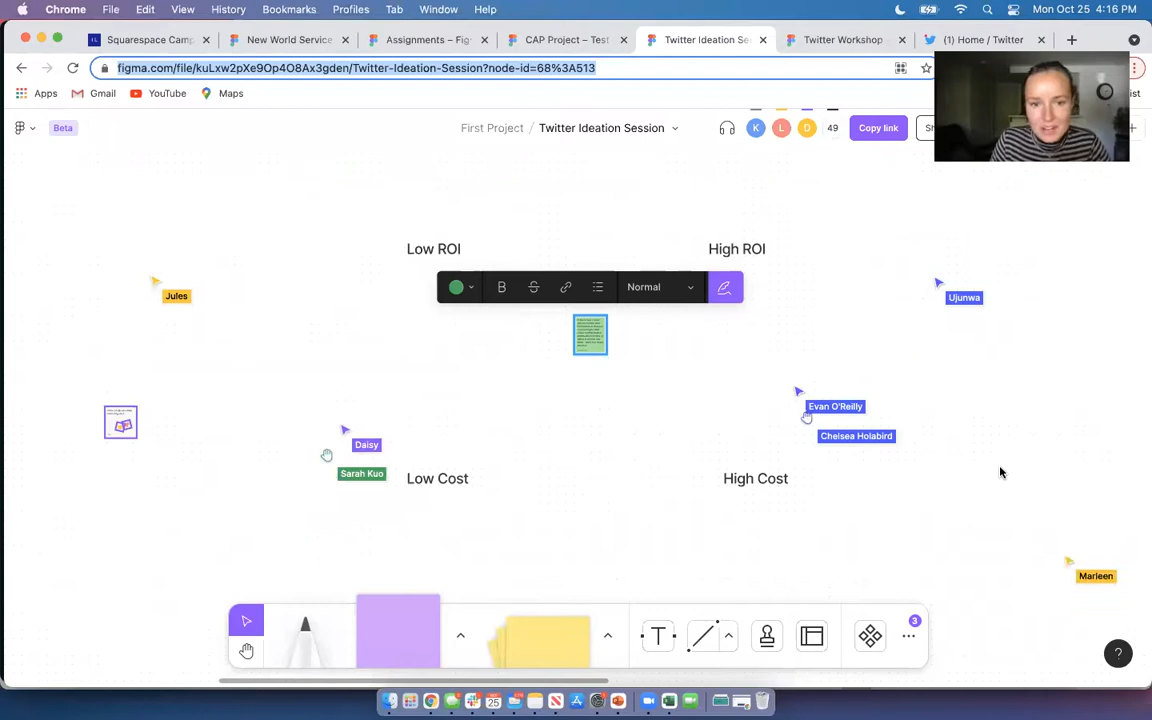 Chrome File Edit View History Bookmarks Profiles Tab Window Help Mon Oct 25 4:16 PM
Squarespace Cam New World Service Assignments – Fig CAP Project – Test Twitter Ideation Se Twitter Workshop (1) Home / Twitter
figma.com/file/kuLxw2pXe9Op4O8Ax3gden/Twitter-Ideation-Session?node-id=68%3A513
Apps Gmail YouTube Maps ist
Beta First Project / Twitter Ideation Session K L D 49 Copy link Sh
Low ROI High ROI
B S Normal
Jules
Ujunwa
Evan O'Reilly
Chelsea Holabird
Daisy
Sarah Kuo
Low Cost High Cost
Marleen
T
3
?
25